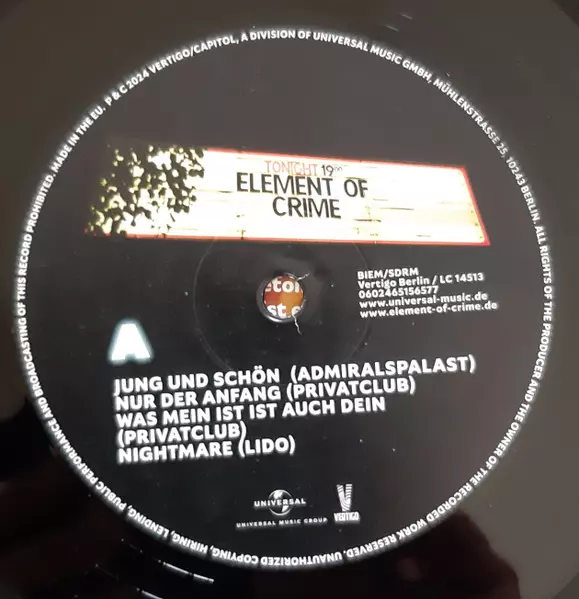 P & C 2024 VERTIGO/CAPITOL, A DIVISION OF UNIVERSAL MUSIC GMBH, MÜHLENSTRASSE 25, 10243 BERLIN. ALL RIGHTS OF THE PRODUCER AND THE OWNER OF THE RECORDED WORK RESERVED. UNAUTHORIZED COPYING, HIRING, LENDING, PUBLIC PERFORMANCE AND BROADCASTING OF THIS RECORD PROHIBITED. MADE IN THE EU.
TONIGHT 19⁰⁰
ELEMENT OF
CRIME
BIEM/SDRM
Vertigo Berlin / LC 14513
0602465156577
www.universal-music.de
www.element-of-crime.de
A
JUNG UND SCHÖN (ADMIRALSPALAST)
NUR DER ANFANG (PRIVATCLUB)
WAS MEIN IST IST AUCH DEIN
(PRIVATCLUB)
NIGHTMARE (LIDO)
UNIVERSAL
UNIVERSAL MUSIC GROUP
VERTIGO